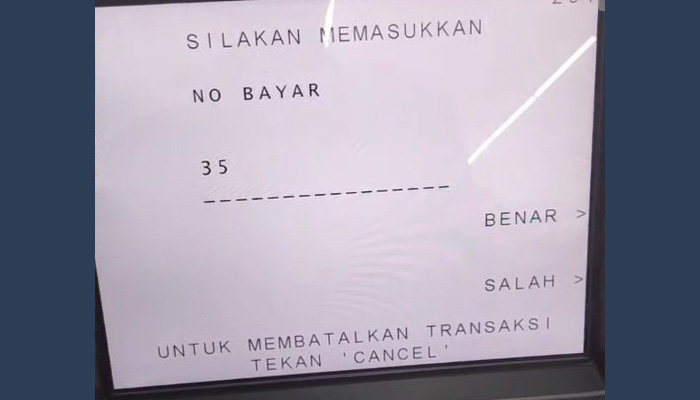 SILAKAN MEMASUKKAN
NO BAYAR
35
BENAR >
SALAH >
UNTUK MEMBATALKAN TRANSAKSI
TEKAN 'CANCEL'